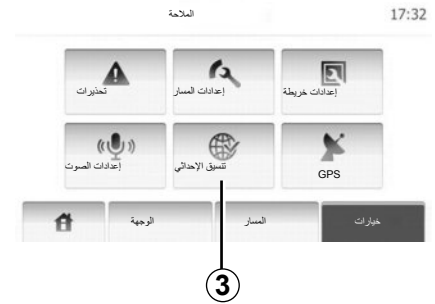 الملاحة 17:32
إعدادات خريطة إعدادات المسار تحذيرات
GPS تنسيق الإحداثي إعدادات الصوت
خيارات المسار الوجهة
3